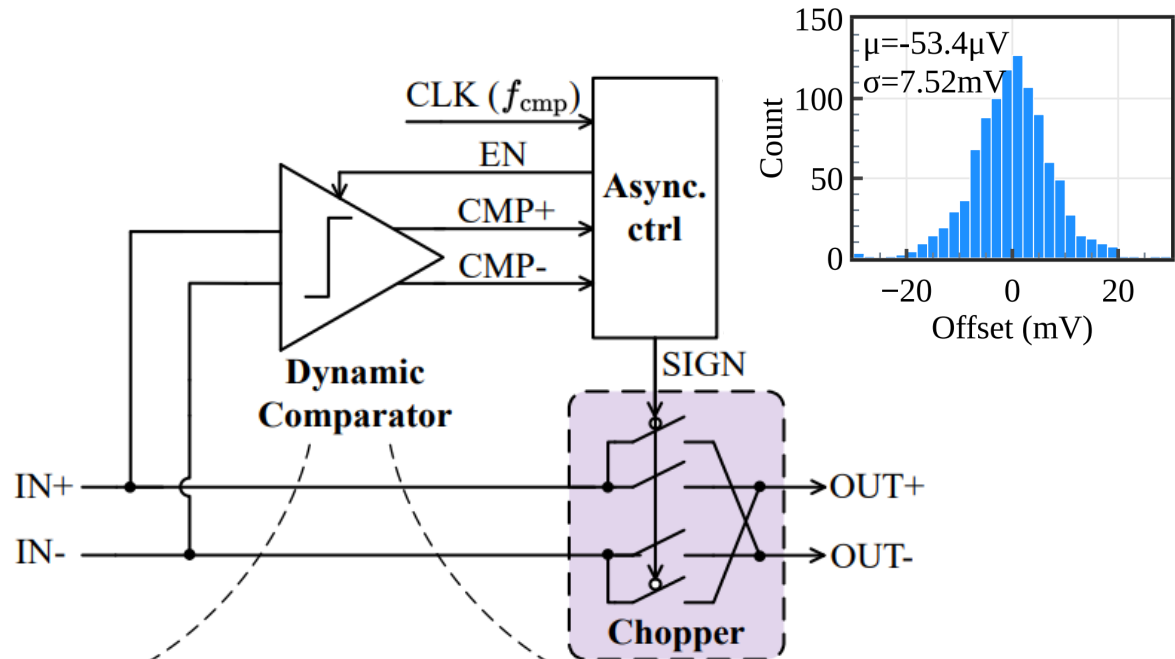 CLK (f_cmp)
EN
CMP+
CMP-
Async.
ctrl
SIGN
Dynamic
Comparator
IN+
IN-
OUT+
OUT-
Chopper
μ=-53.4μV
σ=7.52mV
150
100
50
0
Count
−20
0
20
Offset (mV)